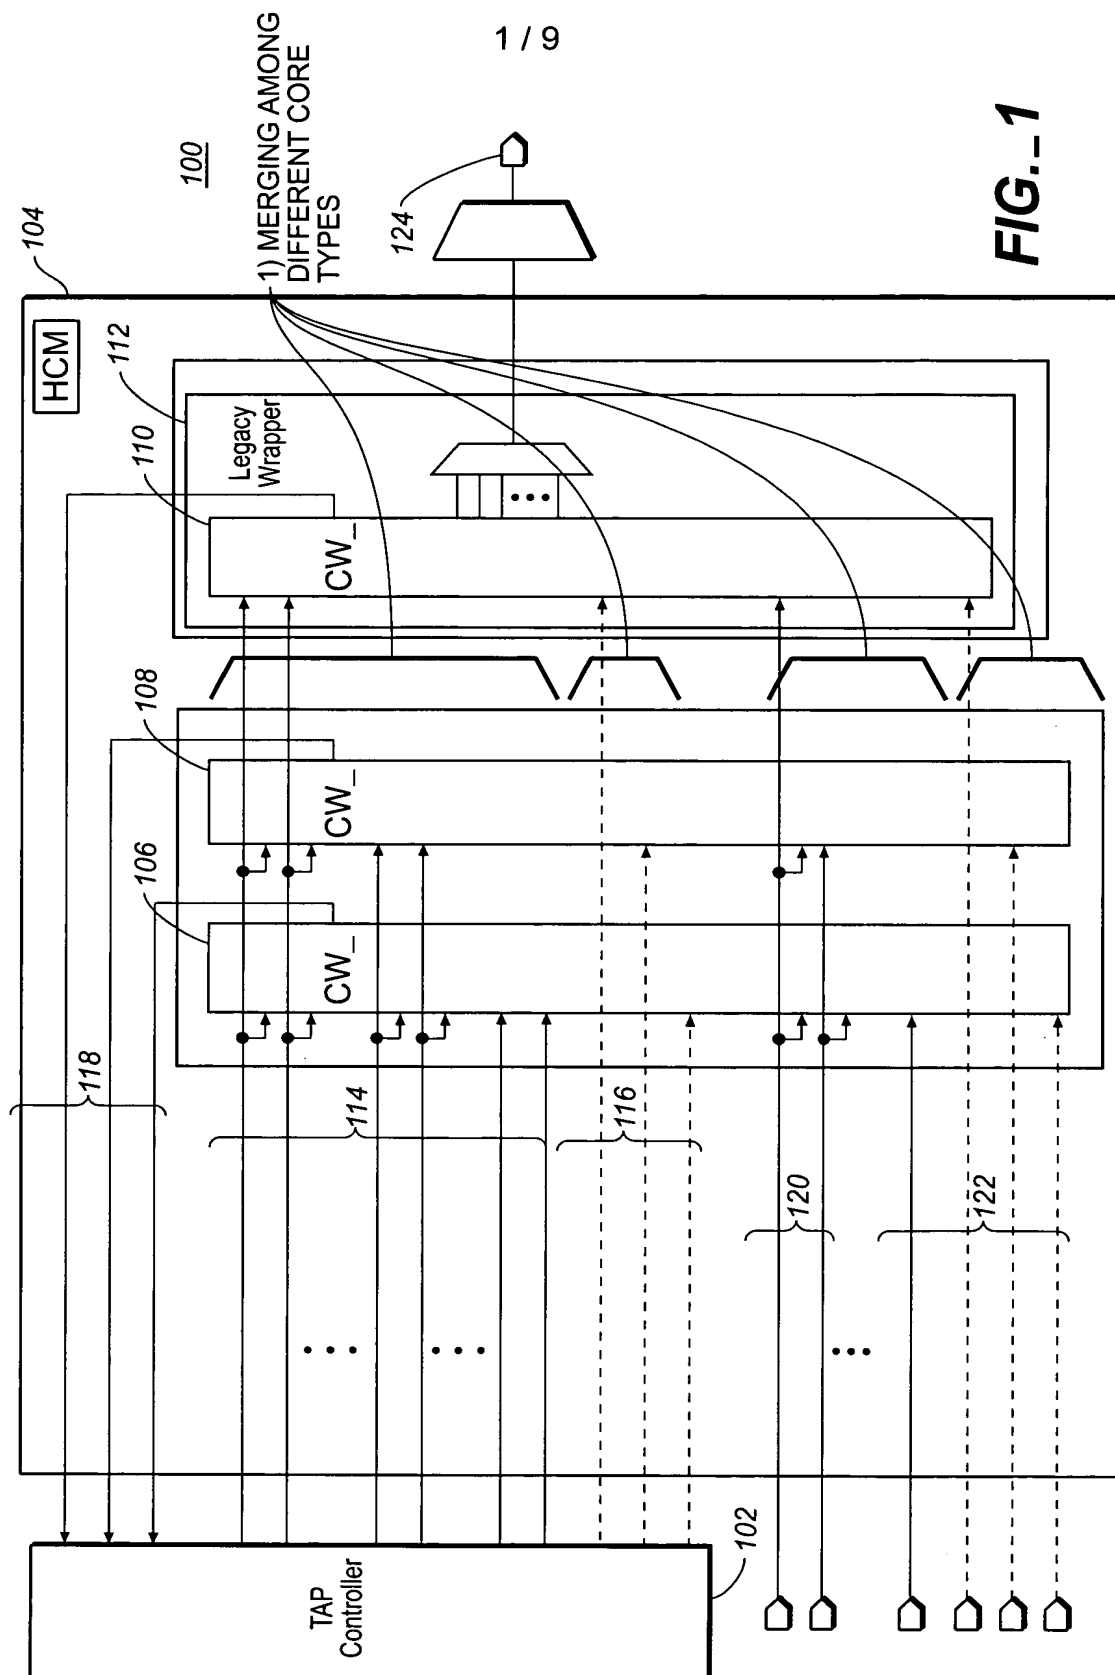 1 / 9
100
1) MERGING AMONG
DIFFERENT CORE
TYPES
104
HCM
124
112
Legacy
Wrapper
110
CW_
108
CW_
106
CW_
118
114
116
120
122
TAP
Controller
102
FIG._1